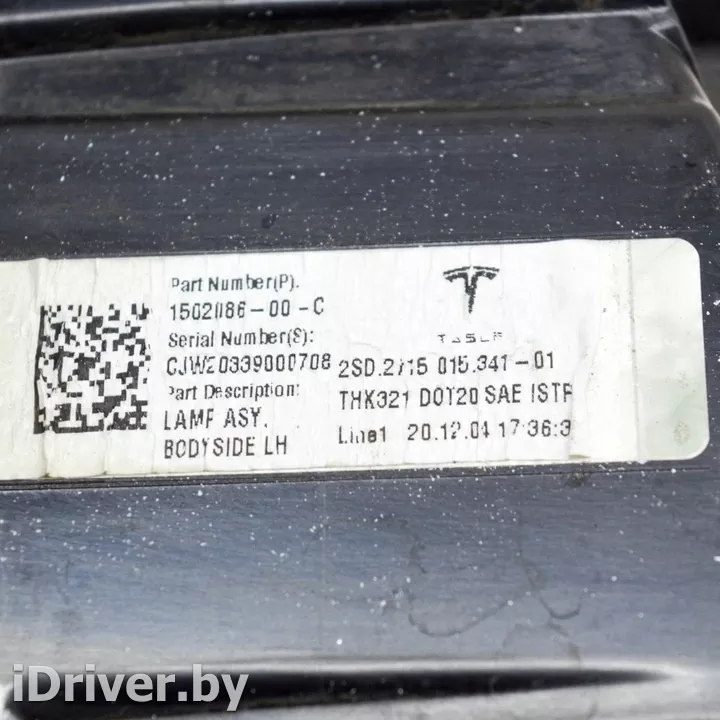 Part Number(P):
1502086-00-C
TESLA
Serial Number(S):
CJW20339000708
2SD.2715 015.341-01
Part Description:
THK321 DOT20 SAE ISTP
LAMP ASY,
Line1 20.12.04 17:36:3
BODYSIDE LH
iDriver.by